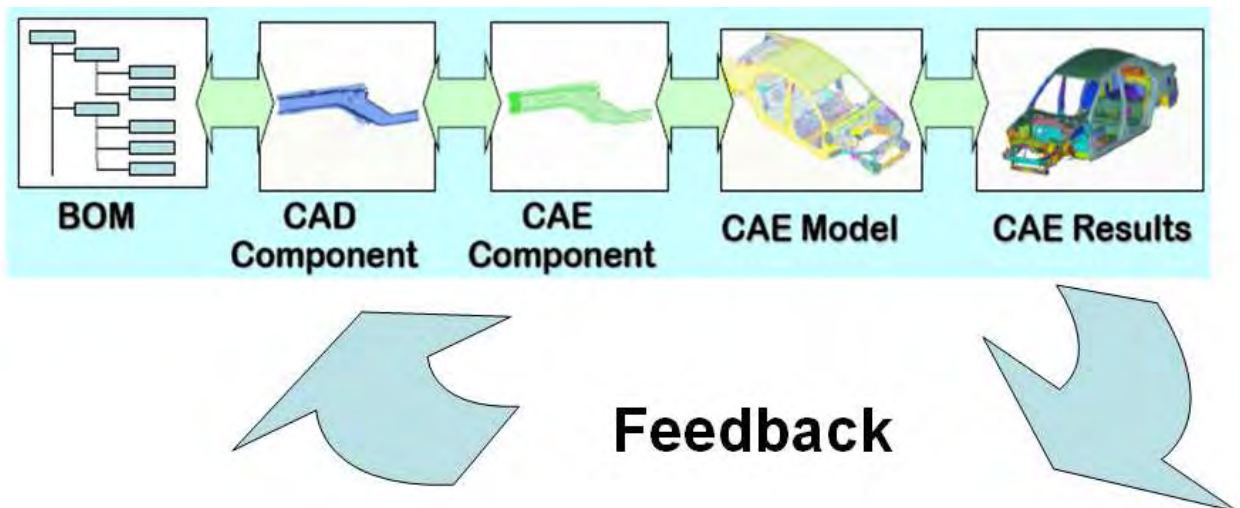 BOM
CAD
Component
CAE
Component
CAE Model
CAE Results
Feedback